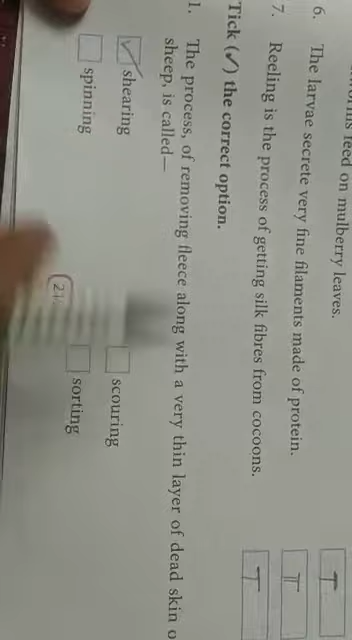 feed on mulberry leaves. T
6. The larvae secrete very fine filaments made of protein. T
7. Reeling is the process of getting silk fibres from cocoons. T
Tick (✓) the correct option.
1. The process, of removing fleece along with a very thin layer of dead skin o
sheep, is called—
✓ shearing scouring
spinning sorting